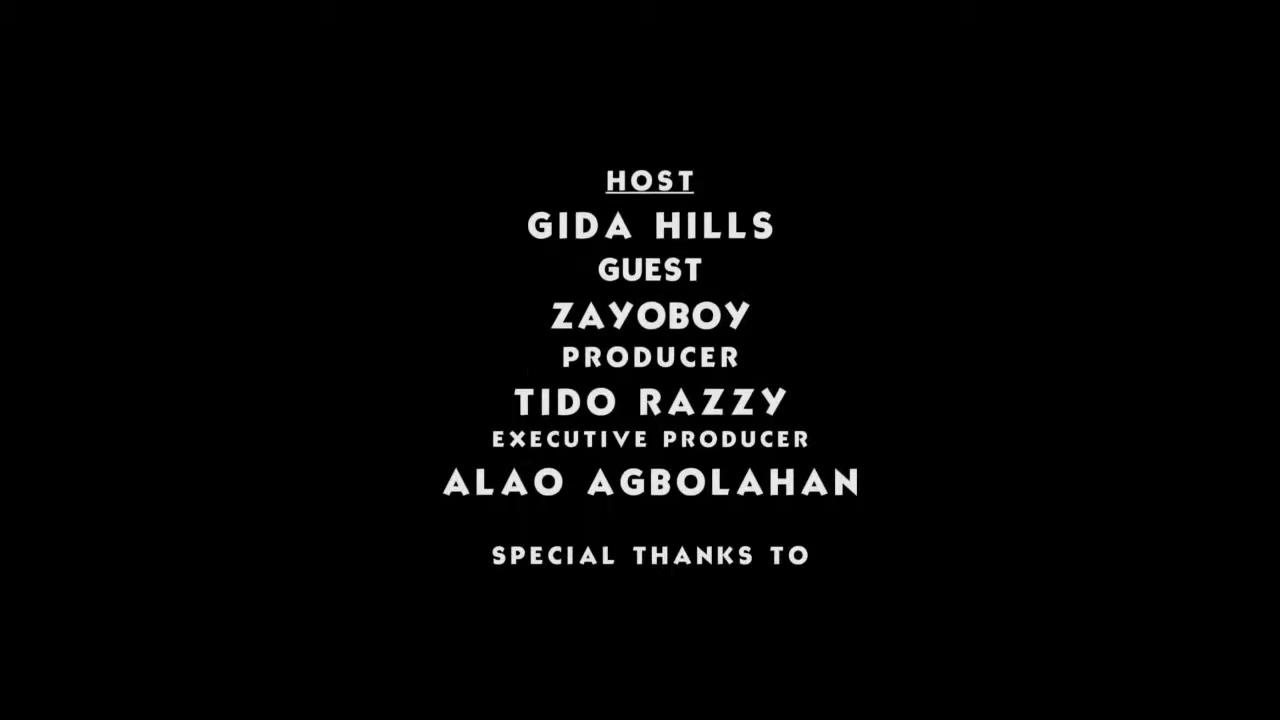 HOST
GIDA HILLS
GUEST
ZAYOBOY
PRODUCER
TIDO RAZZY
EXECUTIVE PRODUCER
ALAO AGBOLAHAN
SPECIAL THANKS TO